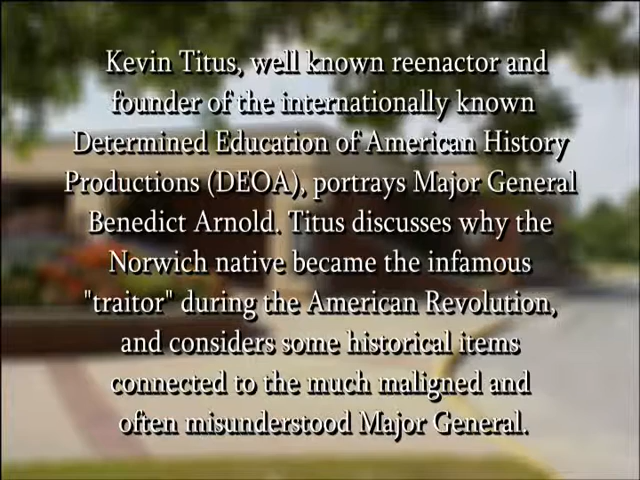 Kevin Titus, well known reenactor and
founder of the internationally known
Determined Education of American History
Productions (DEOA), portrays Major General
Benedict Arnold. Titus discusses why the
Norwich native became the infamous
"traitor" during the American Revolution,
and considers some historical items
connected to the much maligned and
often misunderstood Major General.